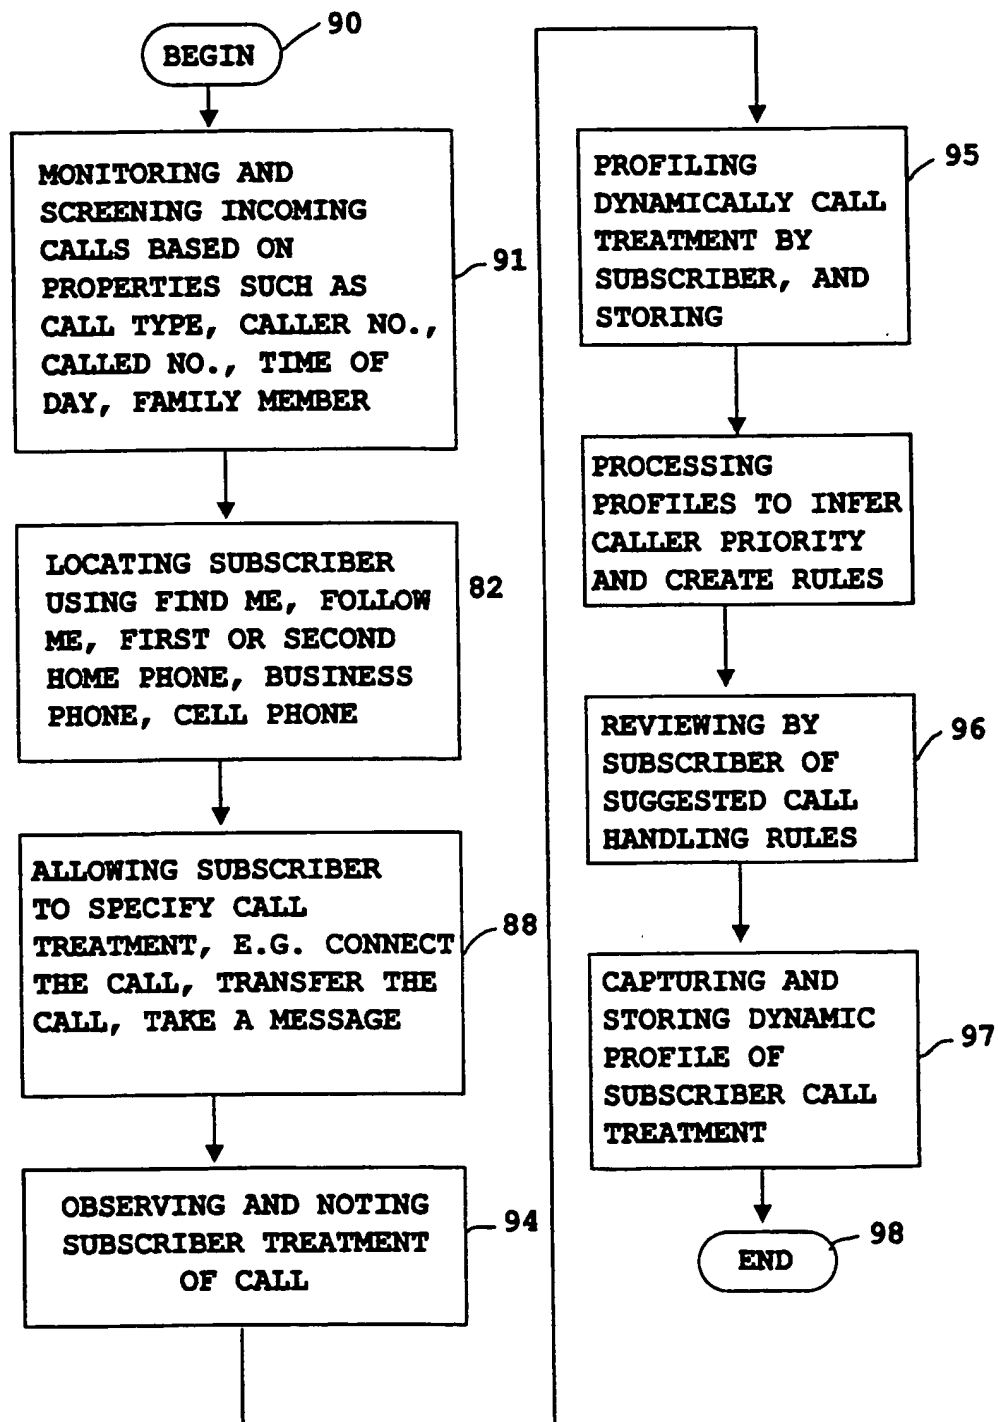 90
BEGIN
MONITORING AND
SCREENING INCOMING
CALLS BASED ON
PROPERTIES SUCH AS
CALL TYPE, CALLER NO.,
CALLED NO., TIME OF
DAY, FAMILY MEMBER
91
LOCATING SUBSCRIBER
USING FIND ME, FOLLOW
ME, FIRST OR SECOND
HOME PHONE, BUSINESS
PHONE, CELL PHONE
82
ALLOWING SUBSCRIBER
TO SPECIFY CALL
TREATMENT, E.G. CONNECT
THE CALL, TRANSFER THE
CALL, TAKE A MESSAGE
88
OBSERVING AND NOTING
SUBSCRIBER TREATMENT
OF CALL
94
PROFILING
DYNAMICALLY CALL
TREATMENT BY
SUBSCRIBER, AND
STORING
95
PROCESSING
PROFILES TO INFER
CALLER PRIORITY
AND CREATE RULES
REVIEWING BY
SUBSCRIBER OF
SUGGESTED CALL
HANDLING RULES
96
CAPTURING AND
STORING DYNAMIC
PROFILE OF
SUBSCRIBER CALL
TREATMENT
97
END
98